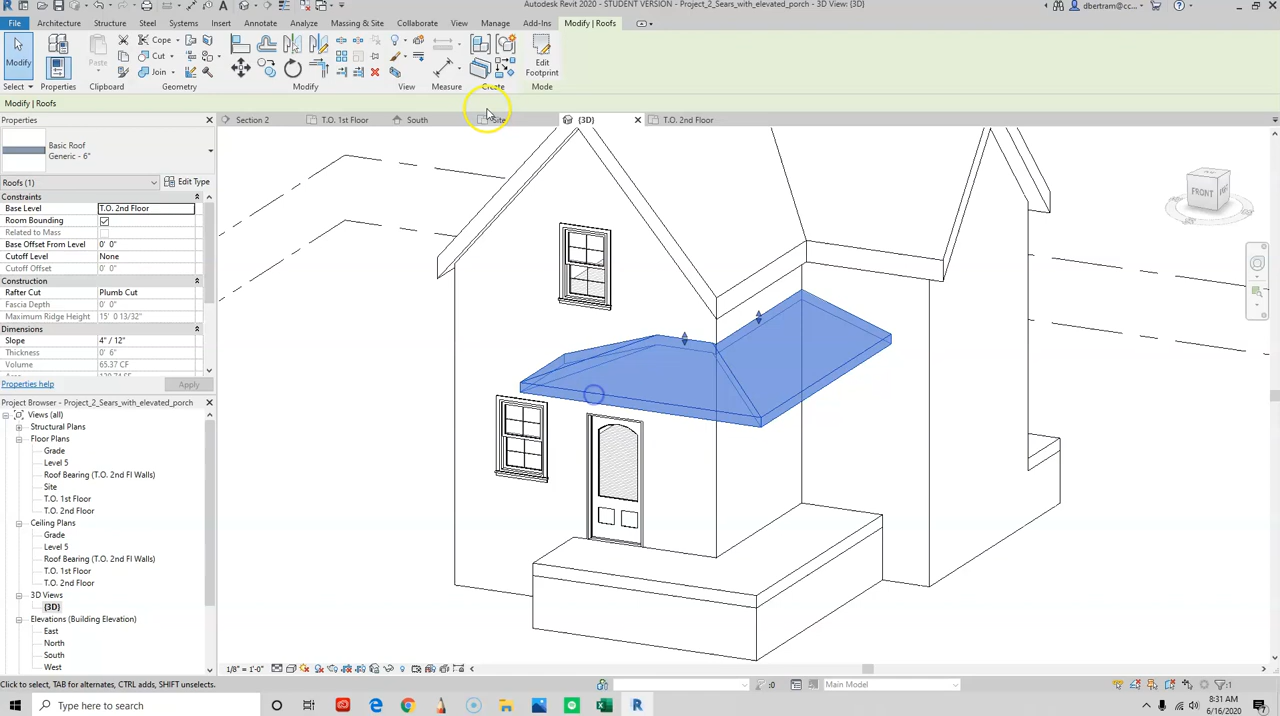 Autodesk Revit 2020 - STUDENT VERSION - Project_2_Sears_with_elevated_porch - 3D View: {3D}
dbertram@cc...
File Architecture Structure Steel Systems Insert Annotate Analyze Massing & Site Collaborate View Manage Add-Ins Modify | Roofs
Modify Paste Cope Cut Join Edit Footprint
Select Properties Clipboard Geometry Modify View Measure Create Mode
Modify | Roofs
Properties
Section 2 T.O. 1st Floor South Site {3D} T.O. 2nd Floor
Basic Roof
Generic - 6"
Roofs (1) Edit Type
Constraints
Base Level T.O. 2nd Floor
Room Bounding
Related to Mass
Base Offset From Level 0' 0"
Cutoff Level None
Cutoff Offset 0' 0"
Construction
Rafter Cut Plumb Cut
Fascia Depth 0' 0"
Maximum Ridge Height 15' 0 13/32"
Dimensions
Slope 4" / 12"
Thickness 0' 6"
Volume 65.37 CF
Properties help Apply
Project Browser - Project_2_Sears_with_elevated_porch
Views (all)
Structural Plans
Floor Plans
Grade
Level 5
Roof Bearing (T.O. 2nd Fl Walls)
Site
T.O. 1st Floor
T.O. 2nd Floor
Ceiling Plans
Grade
Level 5
Roof Bearing (T.O. 2nd Fl Walls)
T.O. 1st Floor
T.O. 2nd Floor
3D Views
{3D}
Elevations (Building Elevation)
East
North
South
West
FRONT
1/8" = 1'-0"
Click to select, TAB for alternates, CTRL adds, SHIFT unselects.
:0 Main Model :1
Type here to search
8:31 AM
6/16/2020